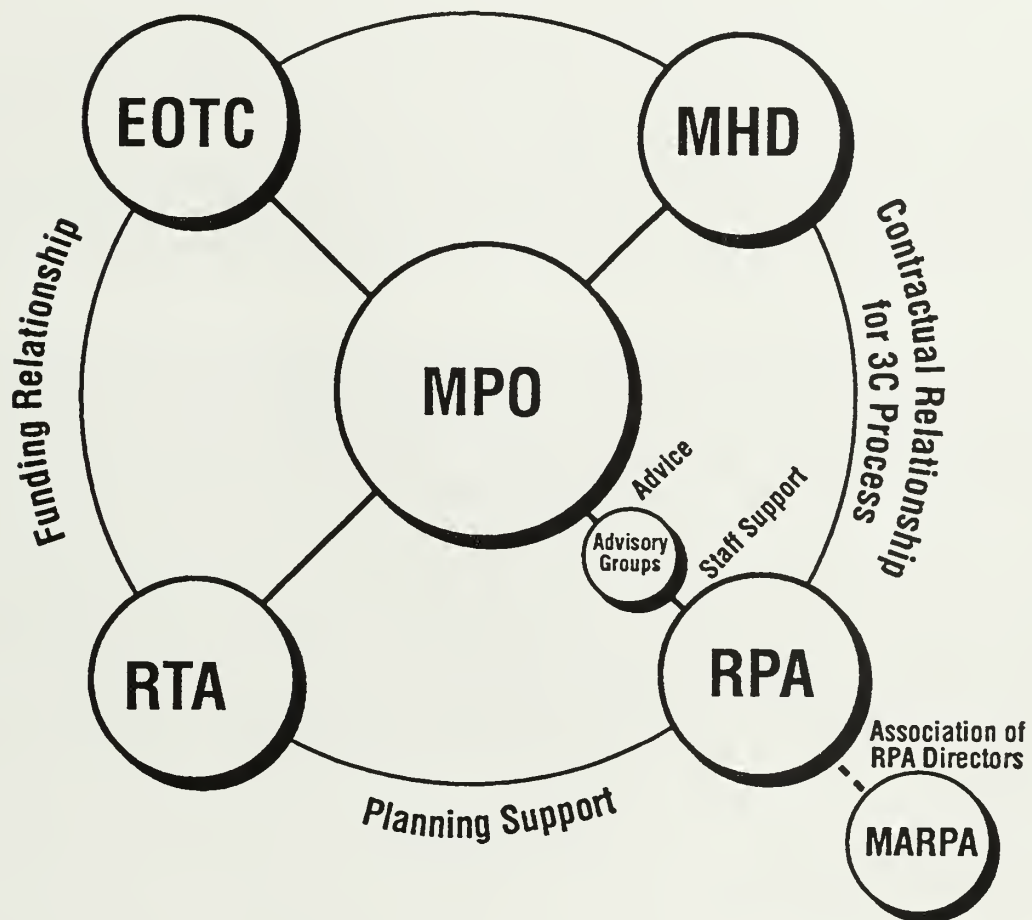 EOTC
MHD
Funding Relationship
Contractual Relationship
for 3C Process
MPO
Advice
Advisory
Groups
Staff Support
RTA
RPA
Planning Support
Association of
RPA Directors
MARPA